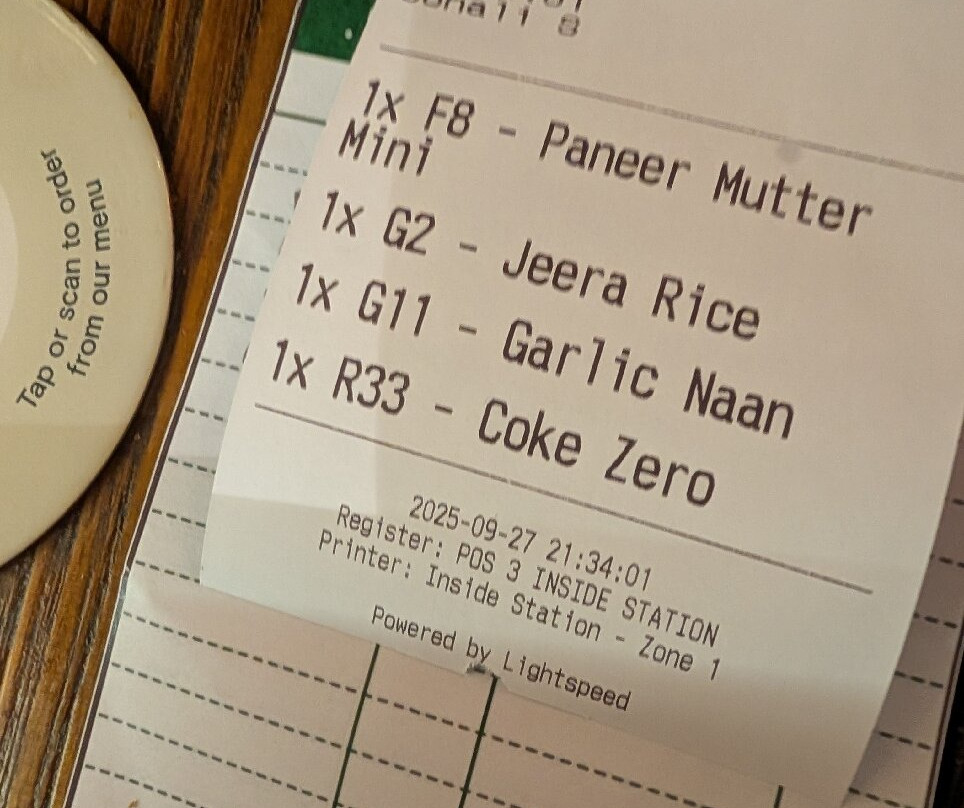 8
1x F8 - Paneer Mutter
Mini
1x G2 - Jeera Rice
1x G11 - Garlic Naan
1x R33 - Coke Zero
2025-09-27 21:34:01
Register: POS 3 INSIDE STATION
Printer: Inside Station - Zone 1
Powered by Lightspeed
Tap or scan to order
from our menu